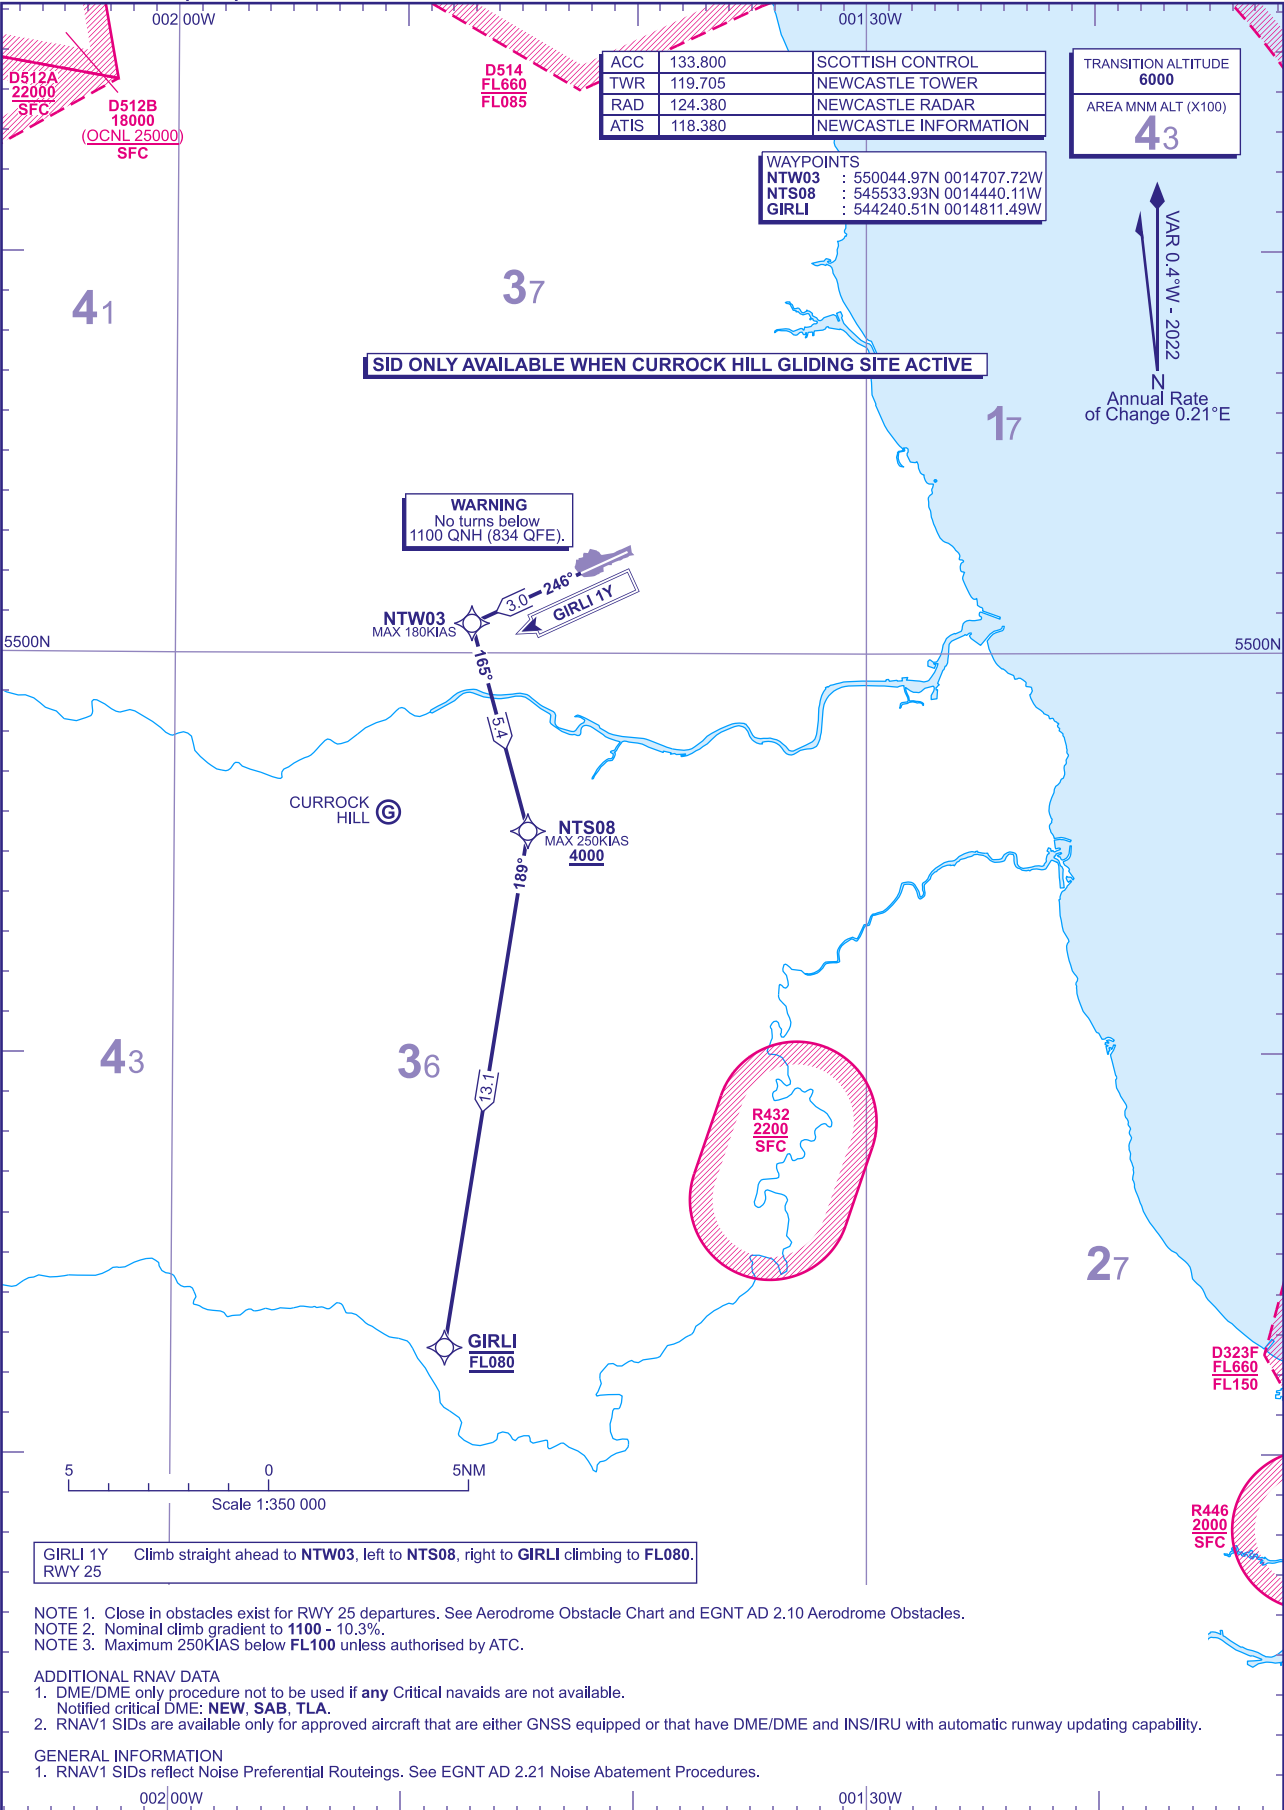 002 00W
001 30W
D512A
22000
SFC
D512B
18000
(OCNL 25000)
SFC
D514
FL660
FL085
ACC 133.800 SCOTTISH CONTROL
TWR 119.705 NEWCASTLE TOWER
RAD 124.380 NEWCASTLE RADAR
ATIS 118.380 NEWCASTLE INFORMATION
TRANSITION ALTITUDE
6000
AREA MNM ALT (X100)
43
WAYPOINTS
NTW03 : 550044.97N 0014707.72W
NTS08 : 545533.93N 0014440.11W
GIRLI : 544240.51N 0014811.49W
VAR 0.4°W - 2022
N
Annual Rate
of Change 0.21°E
41
37
SID ONLY AVAILABLE WHEN CURROCK HILL GLIDING SITE ACTIVE
17
WARNING
No turns below
1100 QNH (834 QFE).
246°
3.0
GIRLI 1Y
NTW03
MAX 180KIAS
5500N
5500N
165°
5.4
CURROCK
HILL
G
NTS08
MAX 250KIAS
4000
189°
43
36
13.1
R432
2200
SFC
27
GIRLI
FL080
D323F
FL660
FL150
5 0 5NM
Scale 1:350 000
R446
2000
SFC
GIRLI 1Y Climb straight ahead to NTW03, left to NTS08, right to GIRLI climbing to FL080.
RWY 25
NOTE 1. Close in obstacles exist for RWY 25 departures. See Aerodrome Obstacle Chart and EGNT AD 2.10 Aerodrome Obstacles.
NOTE 2. Nominal climb gradient to 1100 - 10.3%.
NOTE 3. Maximum 250KIAS below FL100 unless authorised by ATC.
ADDITIONAL RNAV DATA
1. DME/DME only procedure not to be used if any Critical navaids are not available.
Notified critical DME: NEW, SAB, TLA.
2. RNAV1 SIDs are available only for approved aircraft that are either GNSS equipped or that have DME/DME and INS/IRU with automatic runway updating capability.
GENERAL INFORMATION
1. RNAV1 SIDs reflect Noise Preferential Routeings. See EGNT AD 2.21 Noise Abatement Procedures.
002 00W
001 30W